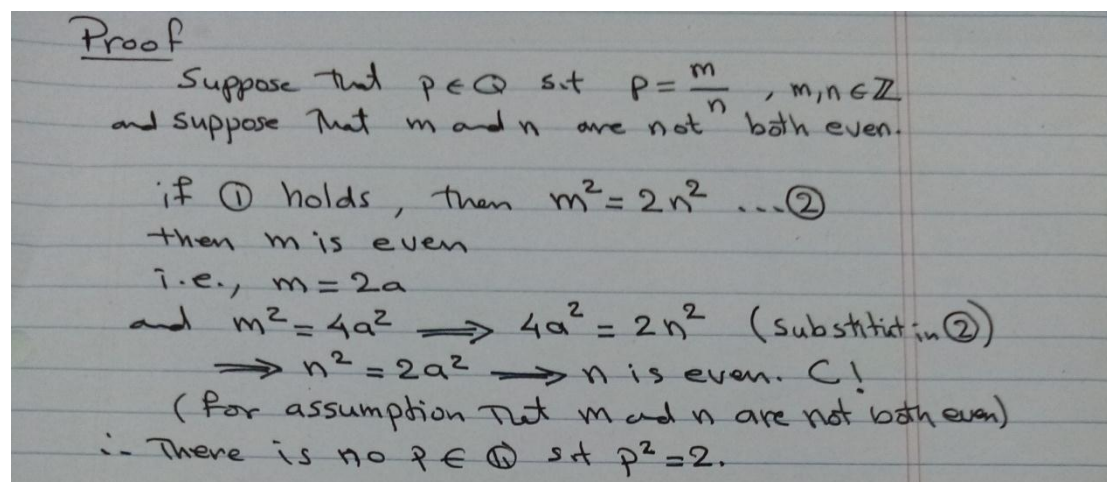 Proof
Suppose that p ∈ Q s.t p = m/n , m,n ∈ ℤ
and suppose that m and n are not both even.
if ① holds, then m² = 2n² ...②
then m is even
i.e., m = 2a
and m² = 4a² ⟹ 4a² = 2n² (substitut in ②)
⟹ n² = 2a² ⟶ n is even. C!
(for assumption that m and n are not both even)
∴ There is no p ∈ ℚ s.t p² = 2.